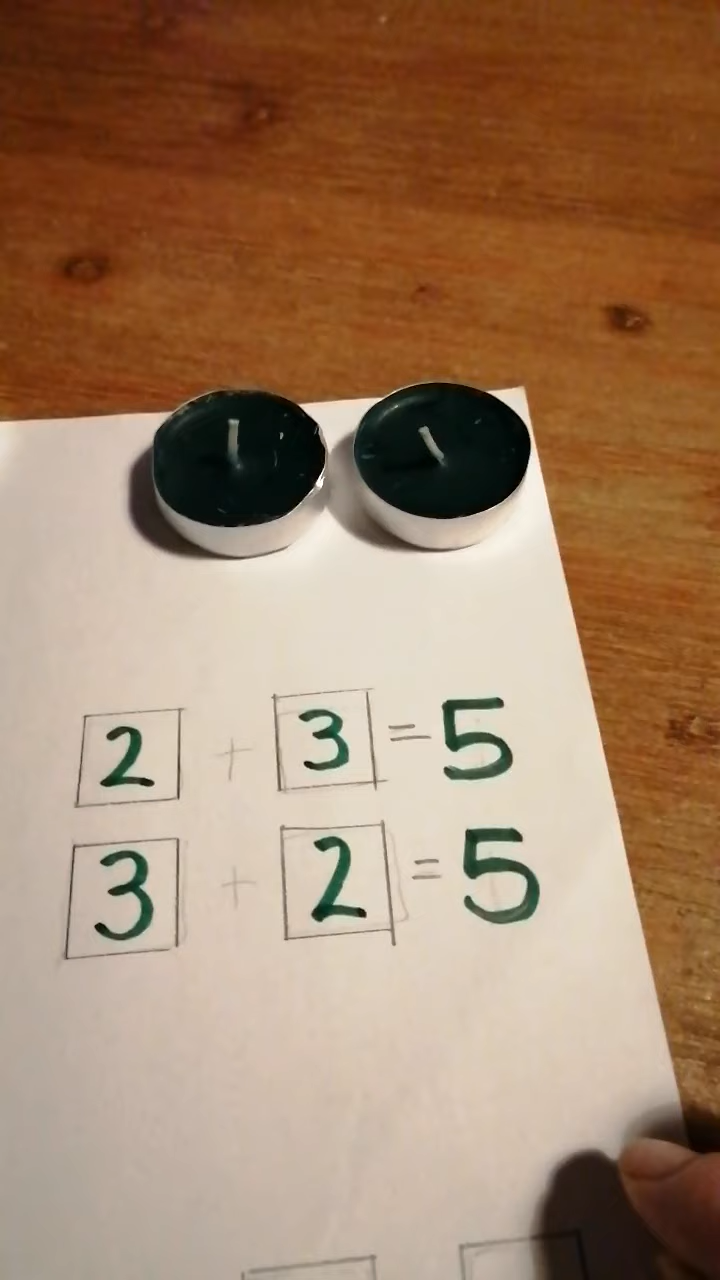 2 + 3 = 5
3 + 2 = 5